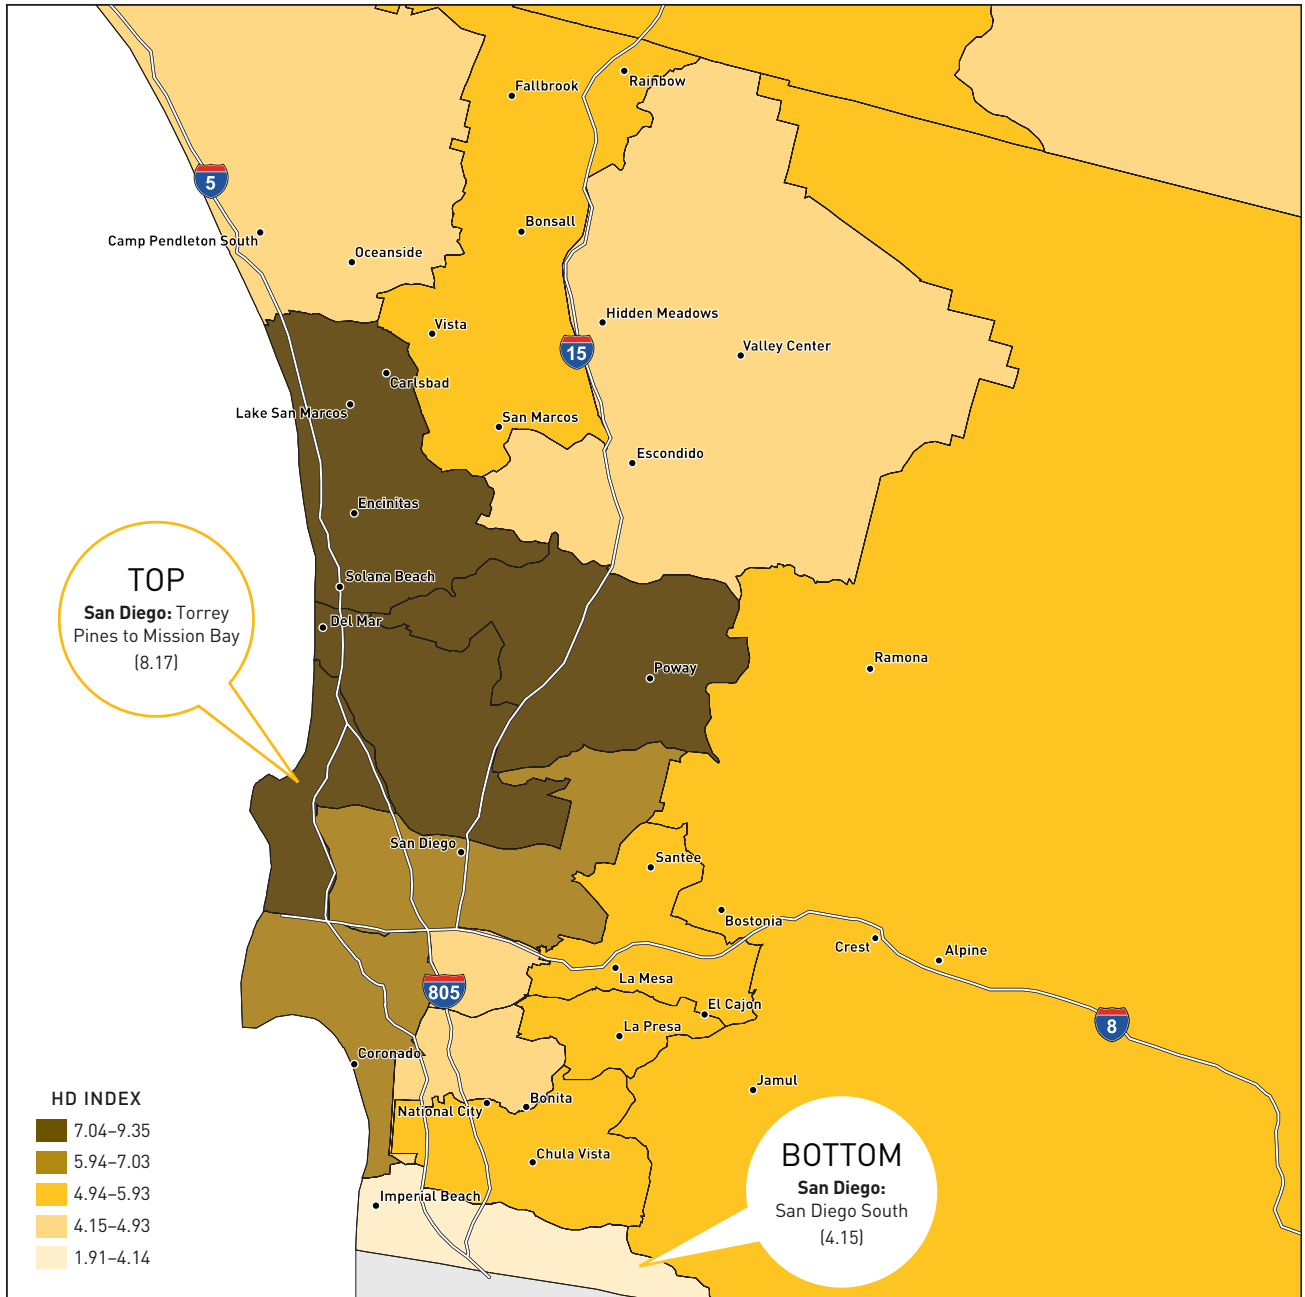 Fallbrook
Rainbow
5
Bonsall
Camp Pendleton South
Oceanside
Hidden Meadows
Vista
15
Valley Center
Carlsbad
Lake San Marcos
San Marcos
Escondido
Encinitas
TOP
San Diego: Torrey
Pines to Mission Bay
(8.17)
Solana Beach
Del Mar
Poway
Ramona
San Diego
Santee
Bostonia
Crest
Alpine
La Mesa
805
El Cajon
La Presa
8
Coronado
Jamul
Bonita
National City
Chula Vista
Imperial Beach
HD INDEX
7.04–9.35
5.94–7.03
4.94–5.93
4.15–4.93
1.91–4.14
BOTTOM
San Diego:
San Diego South
(4.15)